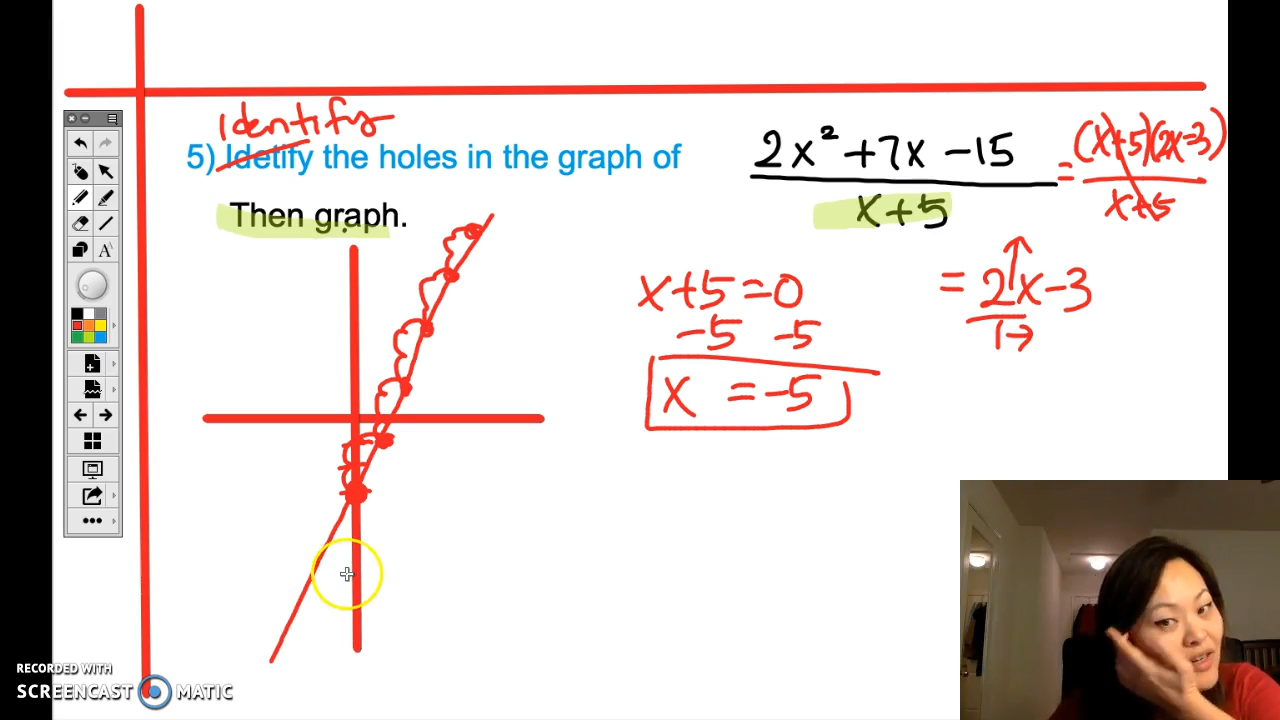 identify
5) Idetify the holes in the graph of
Then graph.
2x² + 7x - 15
x + 5
= (x+5)(2x-3)
x+5
= 2x - 3
1
x + 5 = 0
-5 -5
x = -5
RECORDED WITH
SCREENCAST MATIC